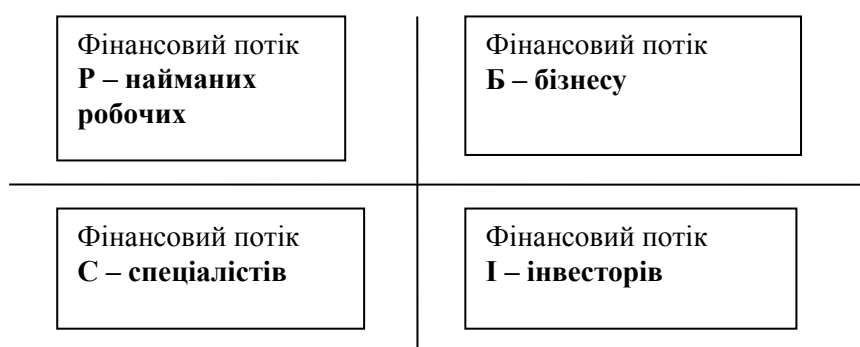 Фінансовий потік
Р – найманих
робочих
Фінансовий потік
Б – бізнесу
Фінансовий потік
С – спеціалістів
Фінансовий потік
І – інвесторів